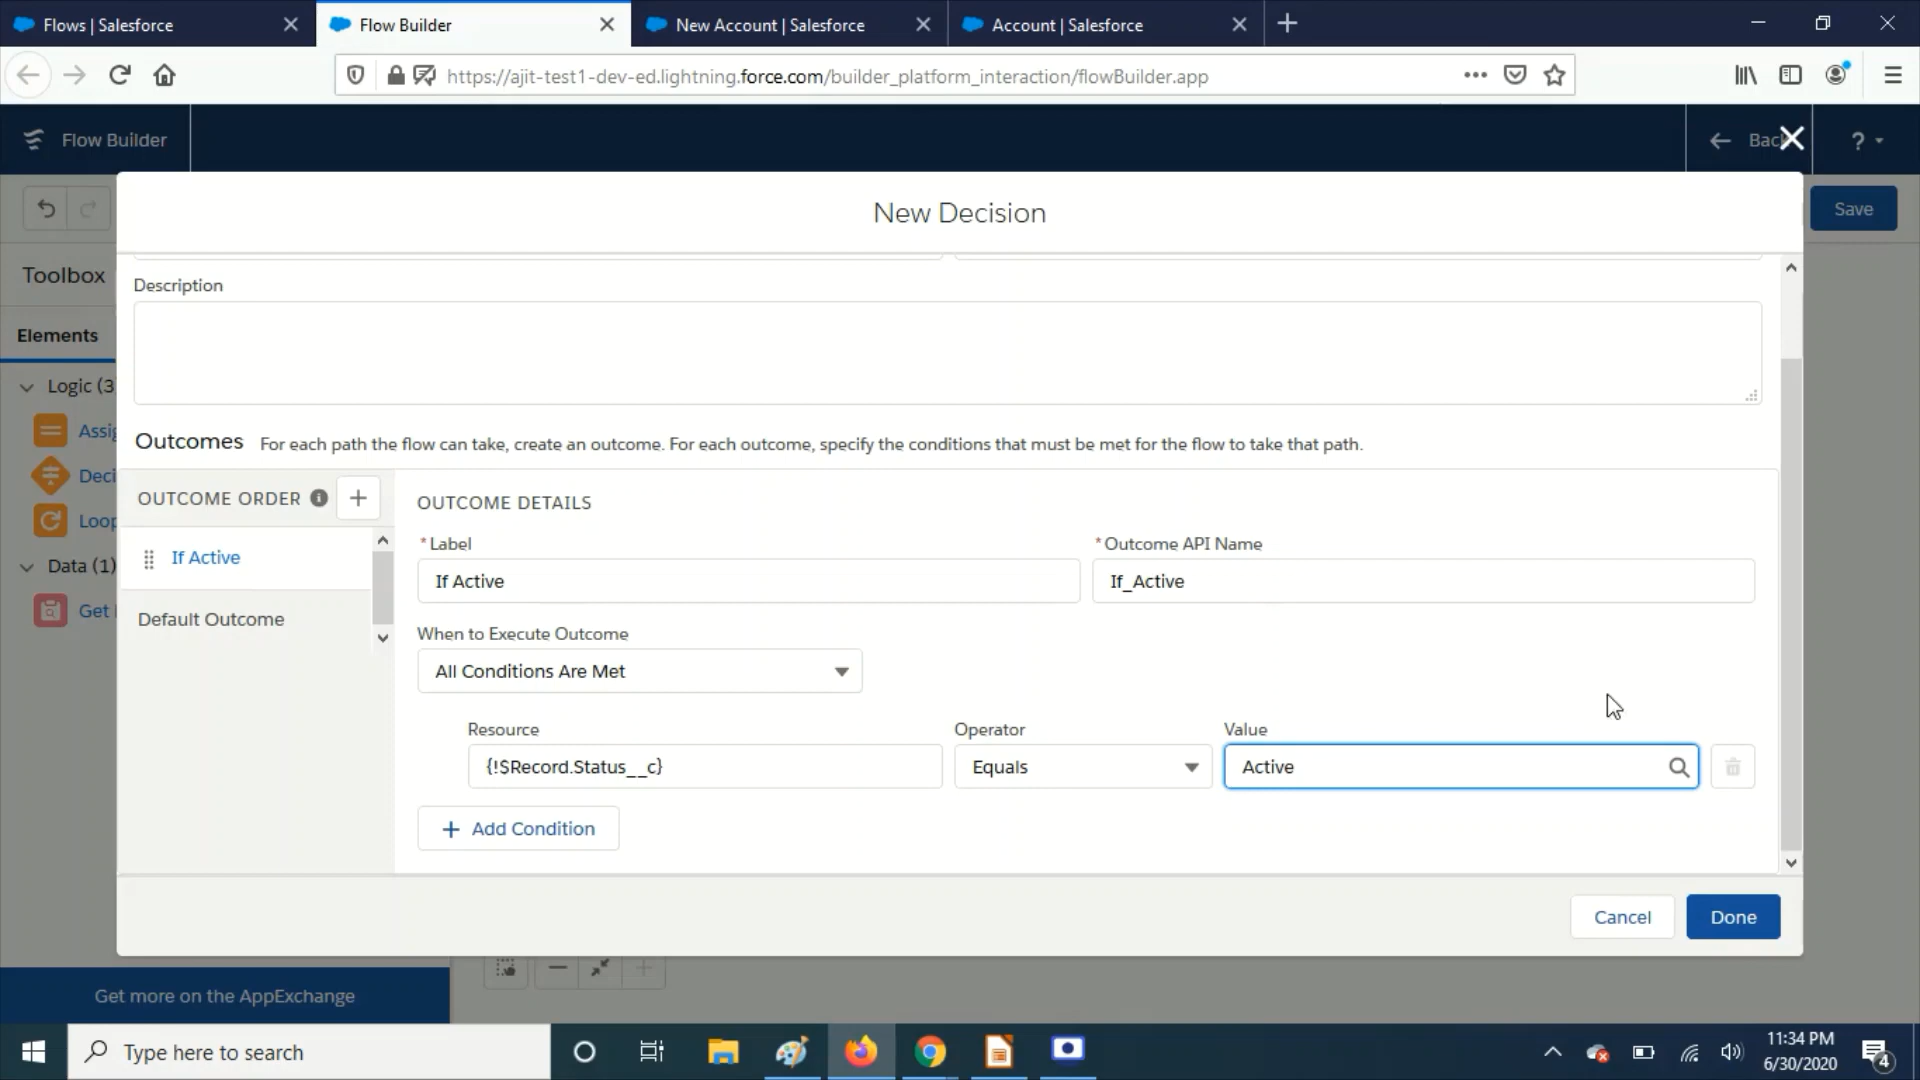 Flows | Salesforce
Flow Builder
New Account | Salesforce
Account | Salesforce
https://ajit-test1-dev-ed.lightning.force.com/builder_platform_interaction/flowBuilder.app
Flow Builder
Back
?
New Decision
Save
Toolbox
Description
Elements
Logic (3
Assig
Outcomes For each path the flow can take, create an outcome. For each outcome, specify the conditions that must be met for the flow to take that path.
Deci
OUTCOME ORDER
OUTCOME DETAILS
Loop
* Label
* Outcome API Name
If Active
Data (1)
If Active
If_Active
Get
Default Outcome
When to Execute Outcome
All Conditions Are Met
Resource
Operator
Value
{!$Record.Status__c}
Equals
Active
+ Add Condition
Cancel
Done
Get more on the AppExchange
Type here to search
11:34 PM
6/30/2020
4